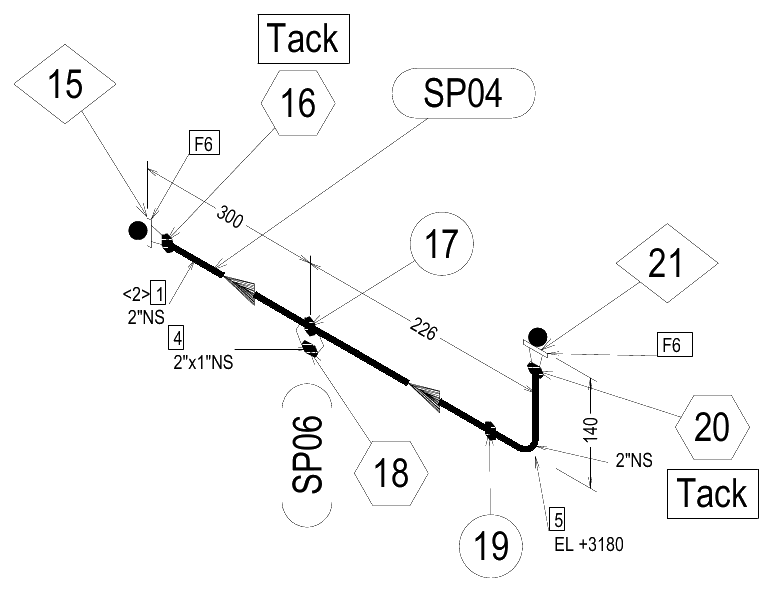 Tack
15
16
SP04
F6
300
17
21
<2> 1
2"NS
4
2"x1"NS
226
F6
SP06
18
140
20
2"NS
Tack
19
5
EL +3180